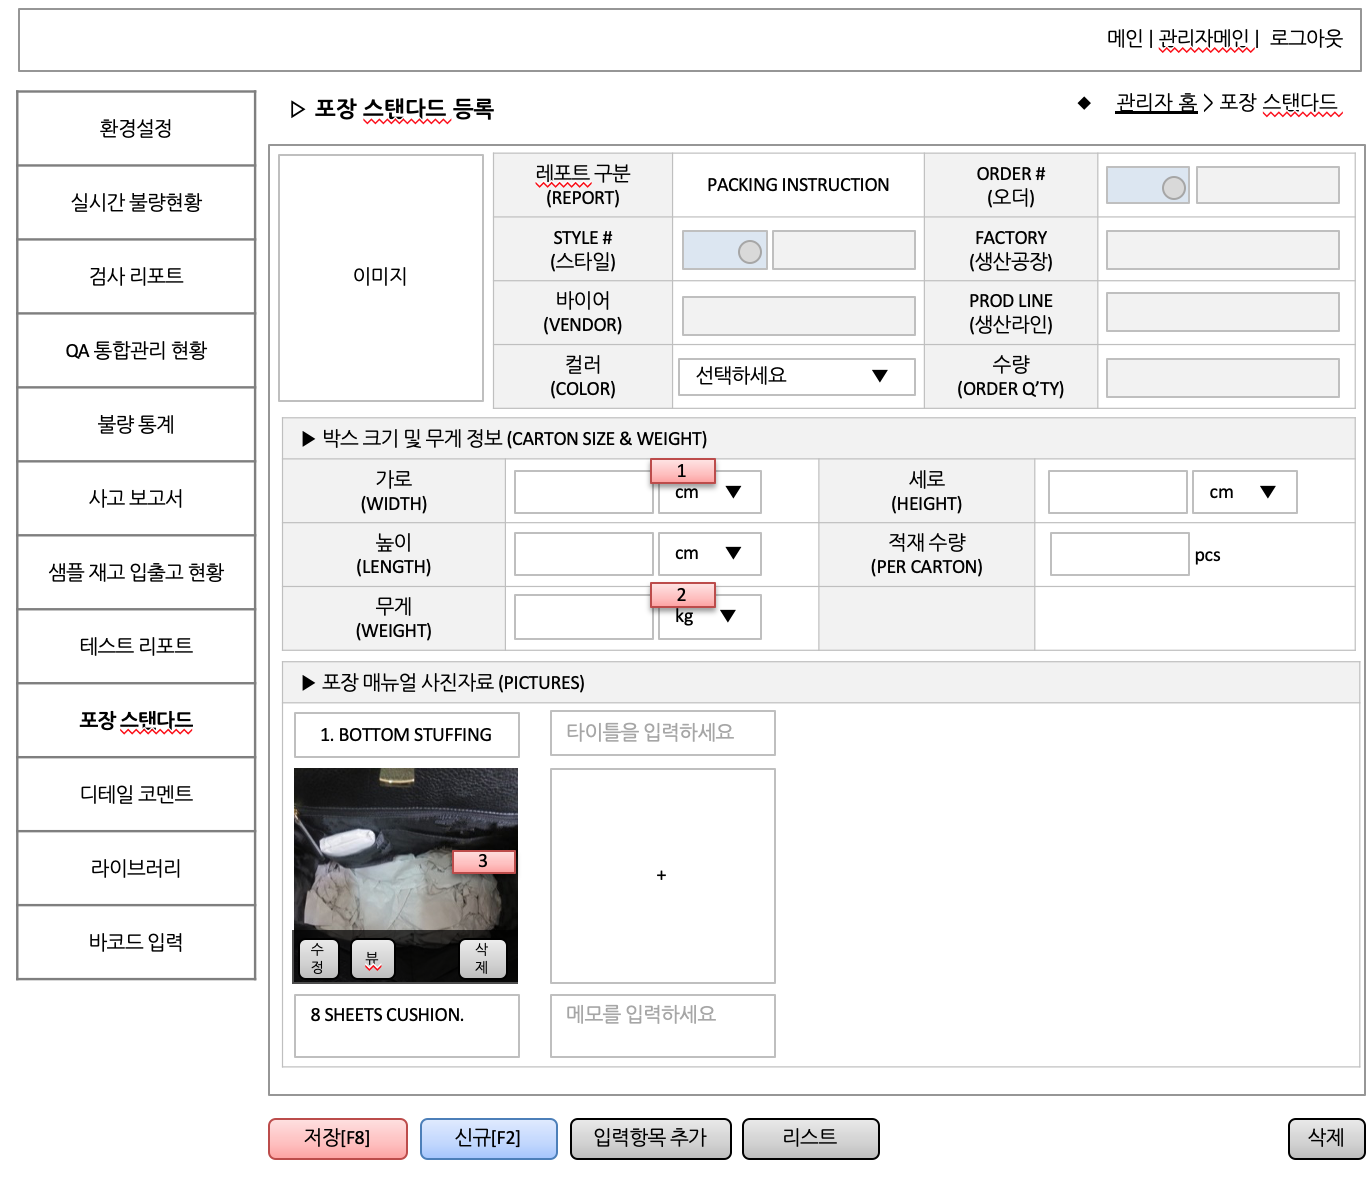 메인 | 관리자메인 | 로그아웃
환경설정
실시간 불량현황
검사 리포트
QA 통합관리 현황
불량 통계
사고 보고서
샘플 재고 입출고 현황
테스트 리포트
포장 스탠다드
디테일 코멘트
라이브러리
바코드 입력
▷ 포장 스탠다드 등록
◆ 관리자 홈 > 포장 스탠다드
이미지
레포트 구분
(REPORT)
PACKING INSTRUCTION
ORDER #
(오더)
STYLE #
(스타일)
FACTORY
(생산공장)
바이어
(VENDOR)
PROD LINE
(생산라인)
컬러
(COLOR)
선택하세요 ▼
수량
(ORDER Q’TY)
▶ 박스 크기 및 무게 정보 (CARTON SIZE & WEIGHT)
가로
(WIDTH)
1
cm ▼
세로
(HEIGHT)
cm ▼
높이
(LENGTH)
cm ▼
적재 수량
(PER CARTON)
pcs
무게
(WEIGHT)
2
kg ▼
▶ 포장 매뉴얼 사진자료 (PICTURES)
1. BOTTOM STUFFING
타이틀을 입력하세요
3
+
수
정
뷰
삭
제
8 SHEETS CUSHION.
메모를 입력하세요
저장[F8]
신규[F2]
입력항목 추가
리스트
삭제